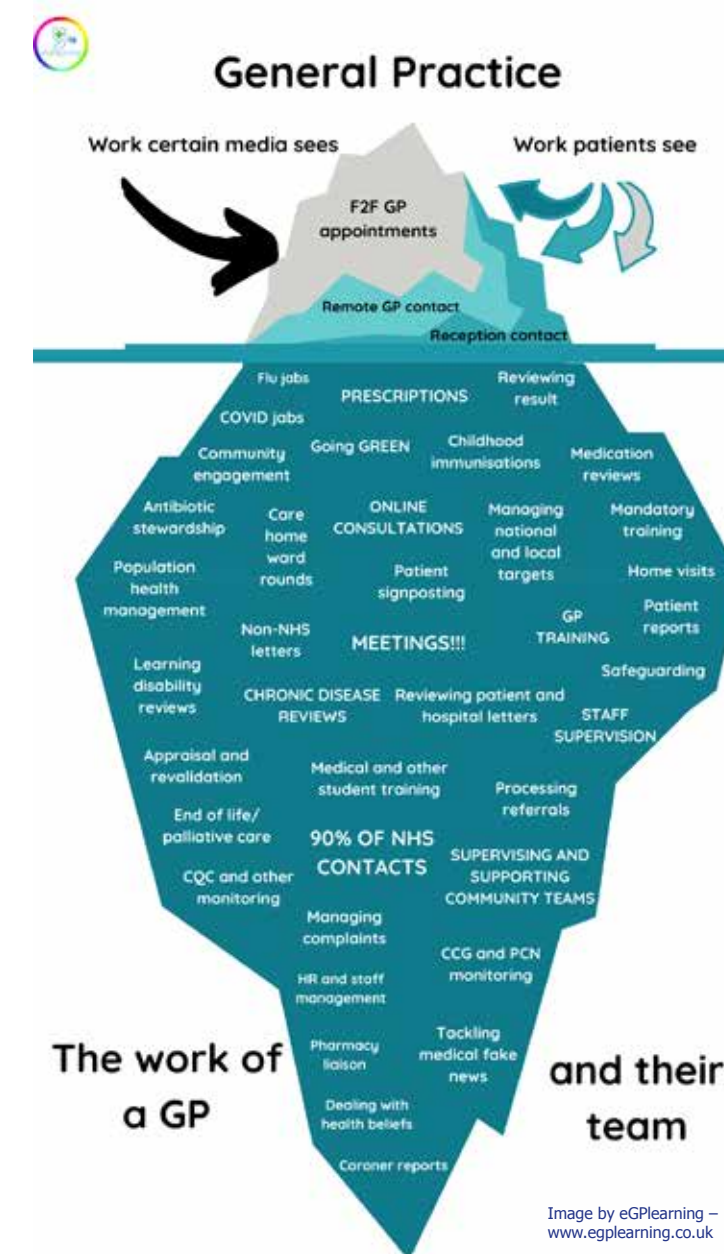 General Practice
Work certain media sees
Work patients see
F2F GP
appointments
Remote GP contact
Reception contact
Flu jabs
PRESCRIPTIONS
Reviewing
result
COVID jabs
Going GREEN
Childhood
immunisations
Community
engagement
Medication
reviews
Antibiotic
stewardship
Care
home
ward
rounds
ONLINE
CONSULTATIONS
Managing
national
and local
targets
Mandatory
training
Population
health
management
Patient
signposting
Home visits
Non-NHS
letters
MEETINGS!!!
GP
TRAINING
Patient
reports
Learning
disability
reviews
CHRONIC DISEASE
REVIEWS
Reviewing patient and
hospital letters
Safeguarding
STAFF
SUPERVISION
Appraisal and
revalidation
Medical and other
student training
Processing
referrals
End of life/
palliative care
90% OF NHS
CONTACTS
SUPERVISING AND
SUPPORTING
COMMUNITY TEAMS
CQC and other
monitoring
Managing
complaints
CCG and PCN
monitoring
HR and staff
management
Pharmacy
liaison
Tackling
medical fake
news
Dealing with
health beliefs
Coroner reports
The work of
a GP
and their
team
Image by eGPlearning –
www.egplearning.co.uk